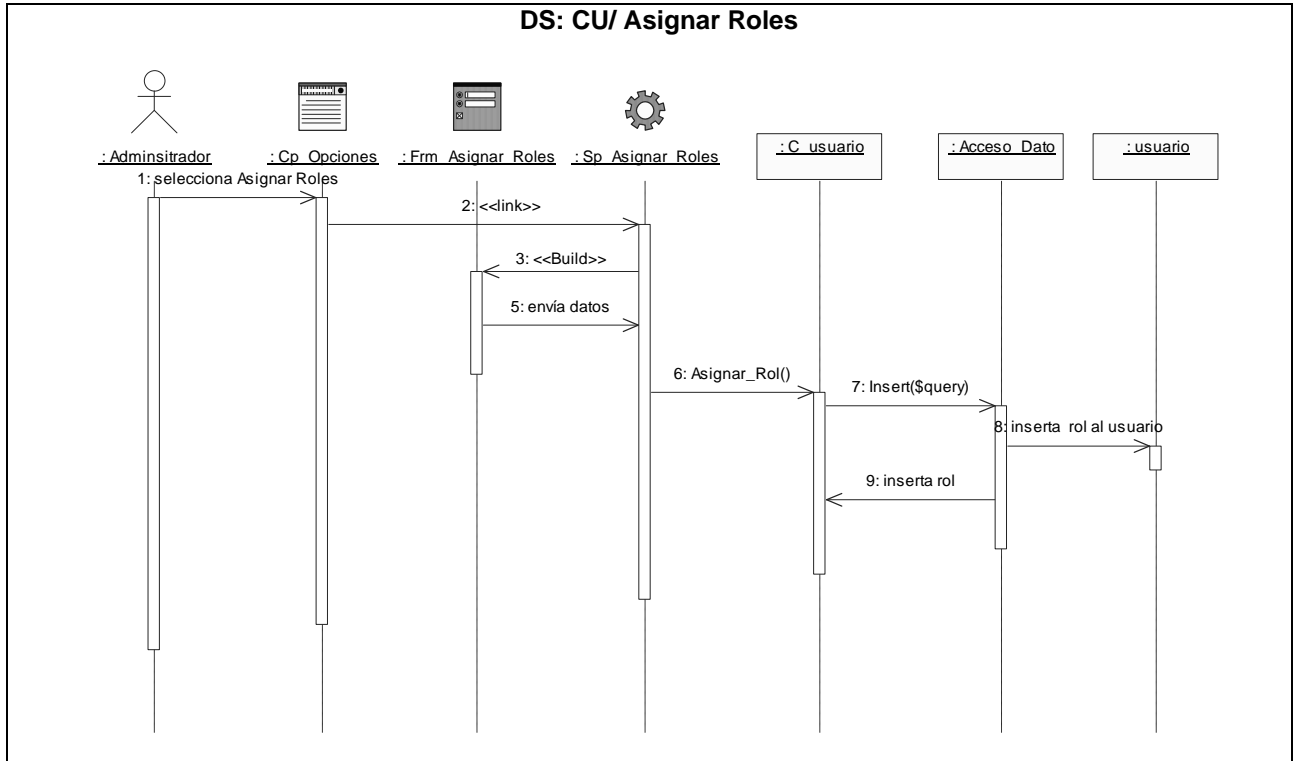 DS: CU/ Asignar Roles
: Adminsitrador
: Cp_Opciones
: Frm_Asignar_Roles
: Sp_Asignar_Roles
: C_usuario
: Acceso_Dato
: usuario
1: selecciona Asignar Roles
2: <<link>>
3: <<Build>>
5: envía datos
6: Asignar_Rol()
7: Insert($query)
8: inserta rol al usuario
9: inserta rol